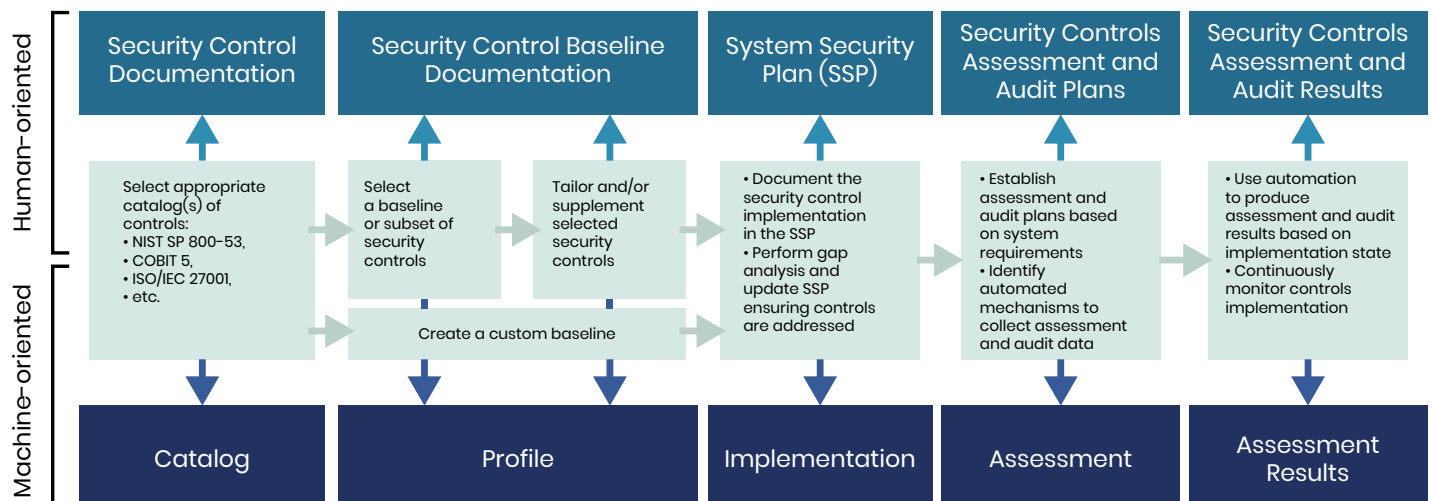 Human-oriented
Security Control
Documentation
Security Control Baseline
Documentation
System Security
Plan (SSP)
Security Controls
Assessment and
Audit Plans
Security Controls
Assessment and
Audit Results
Select appropriate
catalog(s) of
controls:
• NIST SP 800-53,
• COBIT 5,
• ISO/IEC 27001,
• etc.
Select
a baseline
or subset of
security
controls
Tailor and/or
supplement
selected
security
controls
Create a custom baseline
• Document the
security control
implementation
in the SSP
• Perform gap
analysis and
update SSP
ensuring controls
are addressed
• Establish
assessment and
audit plans based
on system
requirements
• Identify
automated
mechanisms to
collect assessment
and audit data
• Use automation
to produce
assessment and audit
results based on
implementation state
• Continuously
monitor controls
implementation
Machine-oriented
Catalog
Profile
Implementation
Assessment
Assessment
Results